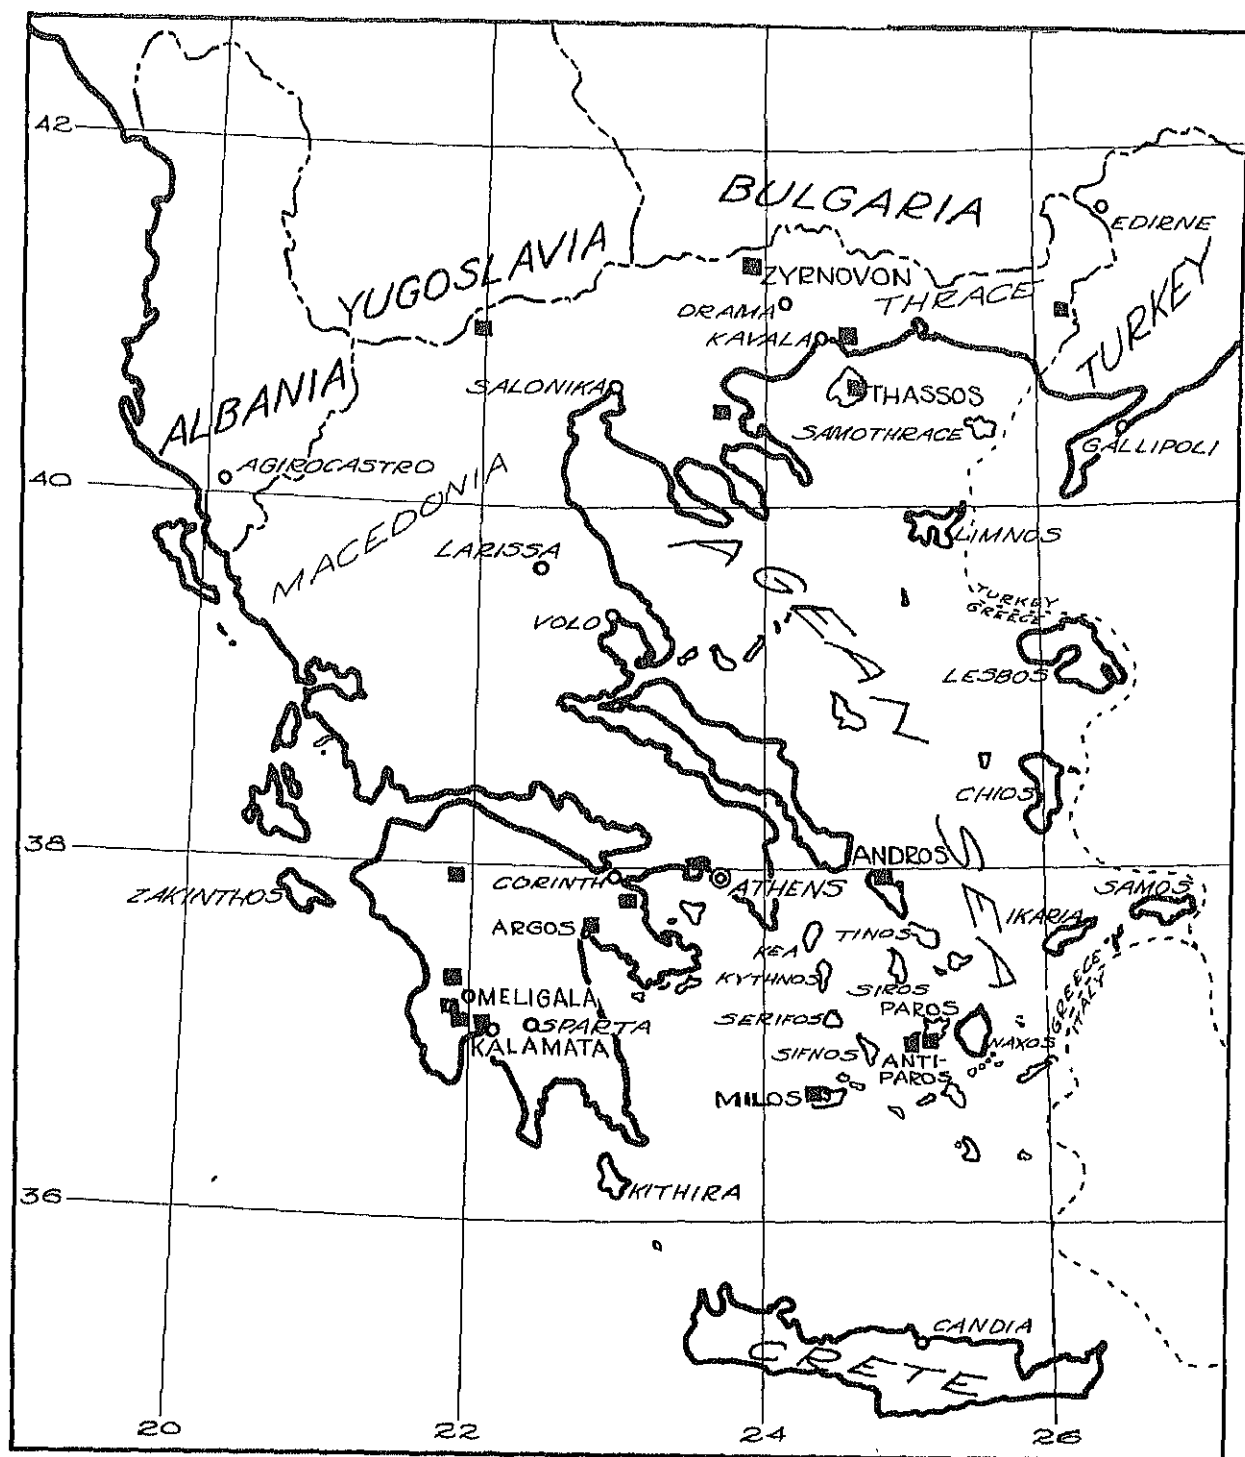 42
BULGARIA
EDIRNE
YUGOSLAVIA
ZYRNOVON
THRACE
TURKEY
DRAMA
KAVALA
SALONIKA
THASSOS
ALBANIA
SAMOTHRACE
GALLIPOLI
AGIROCASTRO
40
MACEDONIA
LARISSA
LIMNOS
AEGEAN SEA
TURKEY
GREECE
VOLO
LESBOS
CHIOS
38
ANDROS
ZAKINTHOS
CORINTH
ATHENS
SAMOS
IKARIA
ARGOS
KEA
TINOS
KYTHNOS
SIROS
GREECE
ITALY
MELIGALA
PAROS
SPARTA
SERIFOS
KALAMATA
SIFNOS
NAXOS
ANTI-
PAROS
MILOS
36
KITHIRA
CANDIA
CRETE
20
22
24
26